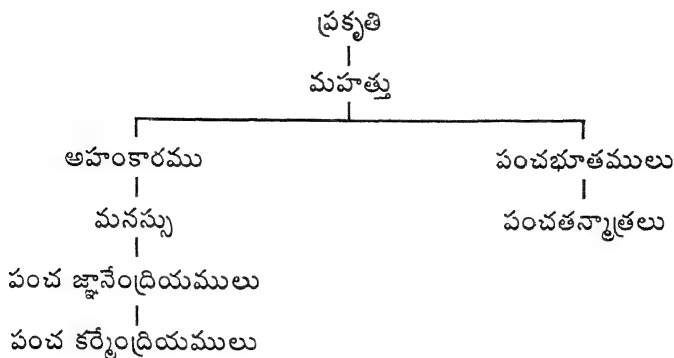 ప్రకృతి
మహత్తు
అహంకారము పంచభూతములు
మనస్సు పంచతన్మాత్రలు
పంచ జ్ఞానేంద్రియములు
పంచ కర్మేంద్రియములు